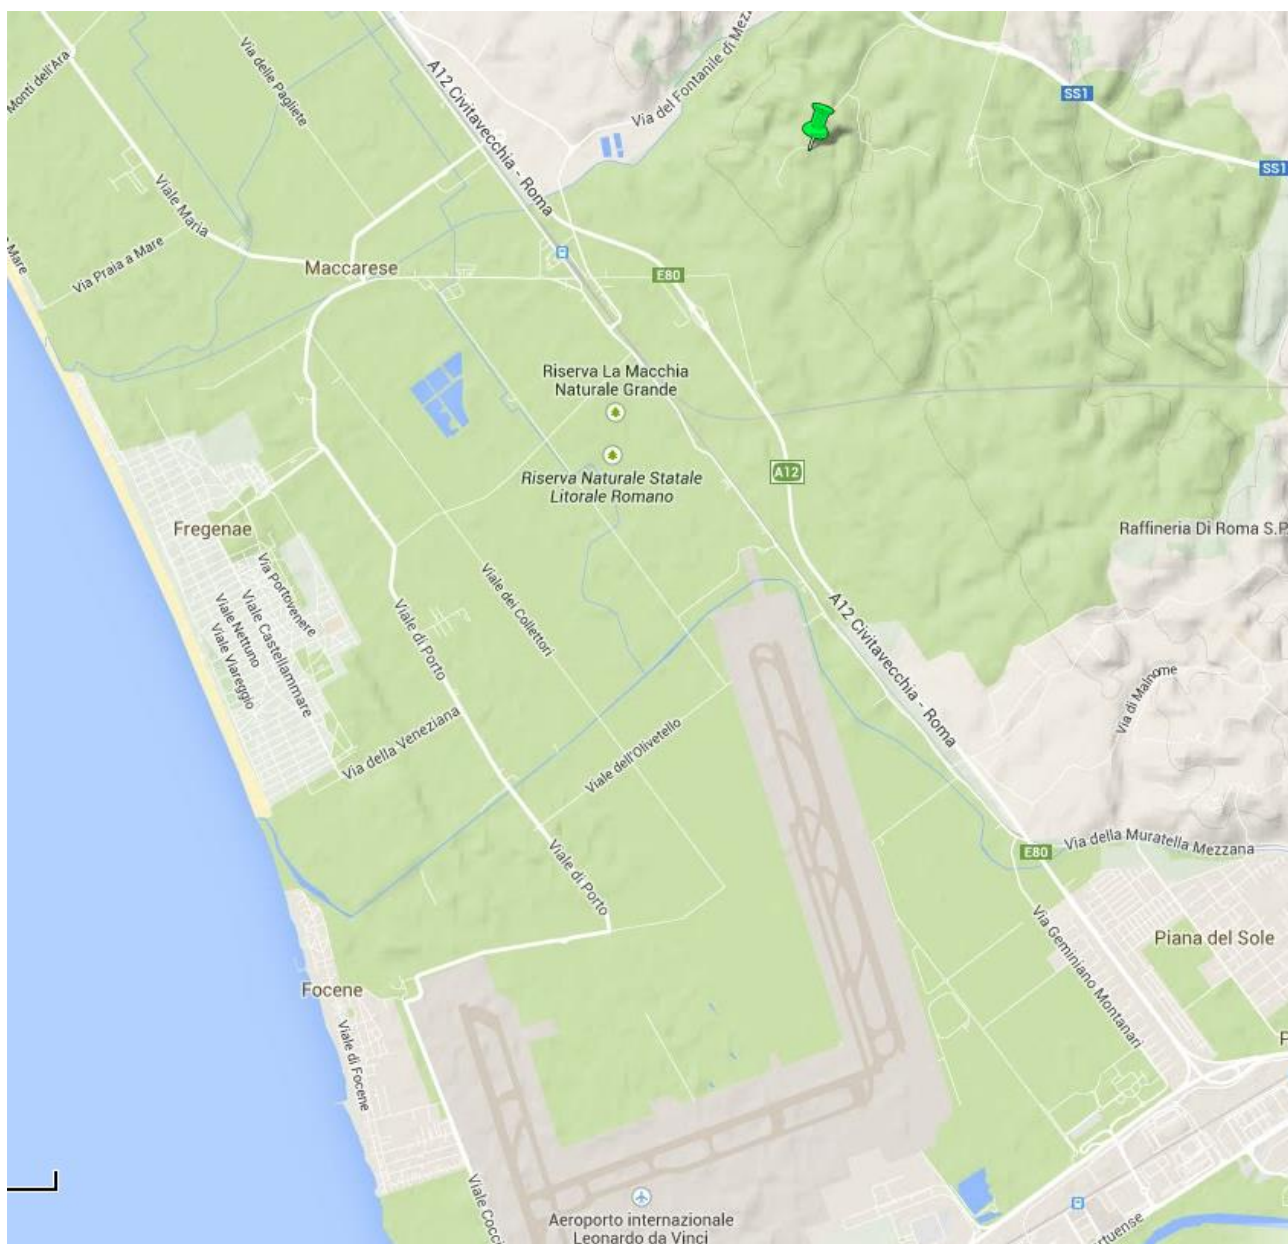 Monti dell'Ara
Via delle Pagliete
A12 Civitavecchia - Roma
Via del Fontanile di Mezz
SS1
SS1
Viale Maria
Via Praia a Mare
Mare
Maccarese
E80
Riserva La Macchia
Naturale Grande
Riserva Naturale Statale
Litorale Romano
A12
Raffineria Di Roma S.P.
Fregenae
Via Portovenere
Viale Castellammare
Viale Nettuno
Viale Viareggio
Viale dei Collettori
Viale di Porto
A12 Civitavecchia - Roma
Via di Malnome
Via della Veneziana
Viale dell'Olivetello
Viale di Porto
E80
Via della Muratella Mezzana
Via Geminiano Montanari
Piana del Sole
Focene
Viale di Focene
P
Viale Cocci
Aeroporto internazionale
Leonardo da Vinci
rtuense